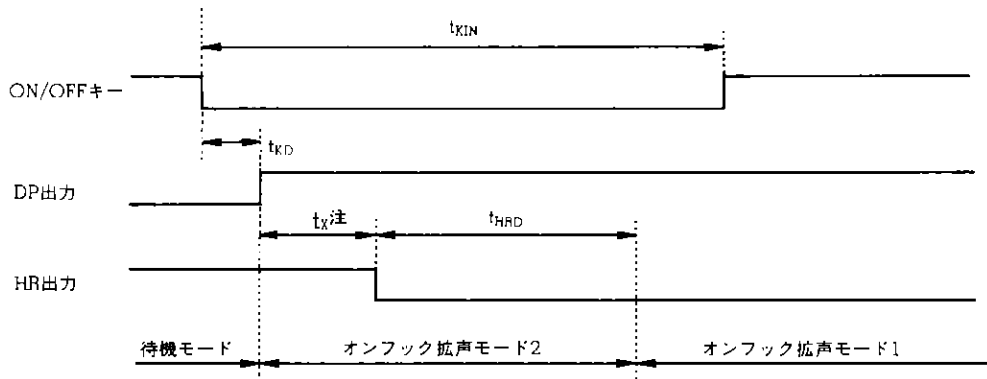 tKIN
ON/OFFキー
tKD
DP出力
tX注
tHRD
HR出力
待機モード
オンフック拡声モード2
オンフック拡声モード1